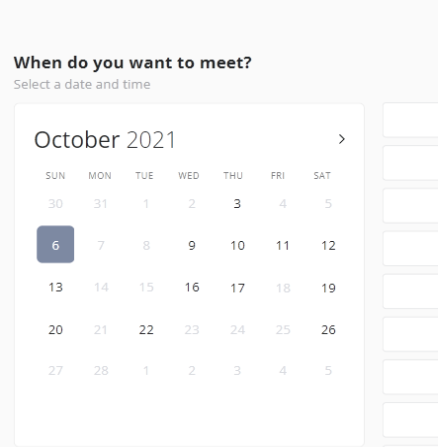 When do you want to meet?
Select a date and time
October 2021
SUN MON TUE WED THU FRI SAT
30 31 1 2 3 4 5
6 7 8 9 10 11 12
13 14 15 16 17 18 19
20 21 22 23 24 25 26
27 28 1 2 3 4 5